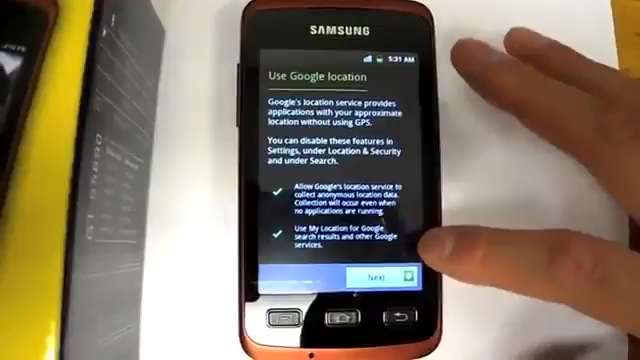 SAMSUNG
5:31 AM
Use Google location
Google's location service provides
applications with your approximate
location without using GPS.
You can disable these features in
Settings, under Location & Security
and under Search.
Allow Google's location service to
collect anonymous location data.
Collection will occur even when
no applications are running.
Use My Location for Google
search results and other Google
services.
Next
GT-S5690